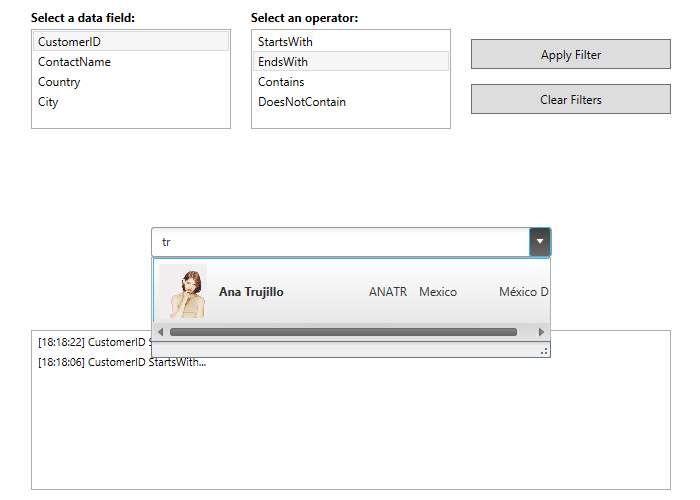 Select a data field:
Select an operator:
CustomerID
ContactName
Country
City
StartsWith
EndsWith
Contains
DoesNotContain
Apply Filter
Clear Filters
tr
Ana Trujillo ANATR Mexico México D
[18:18:22] CustomerID
[18:18:06] CustomerID StartsWith...